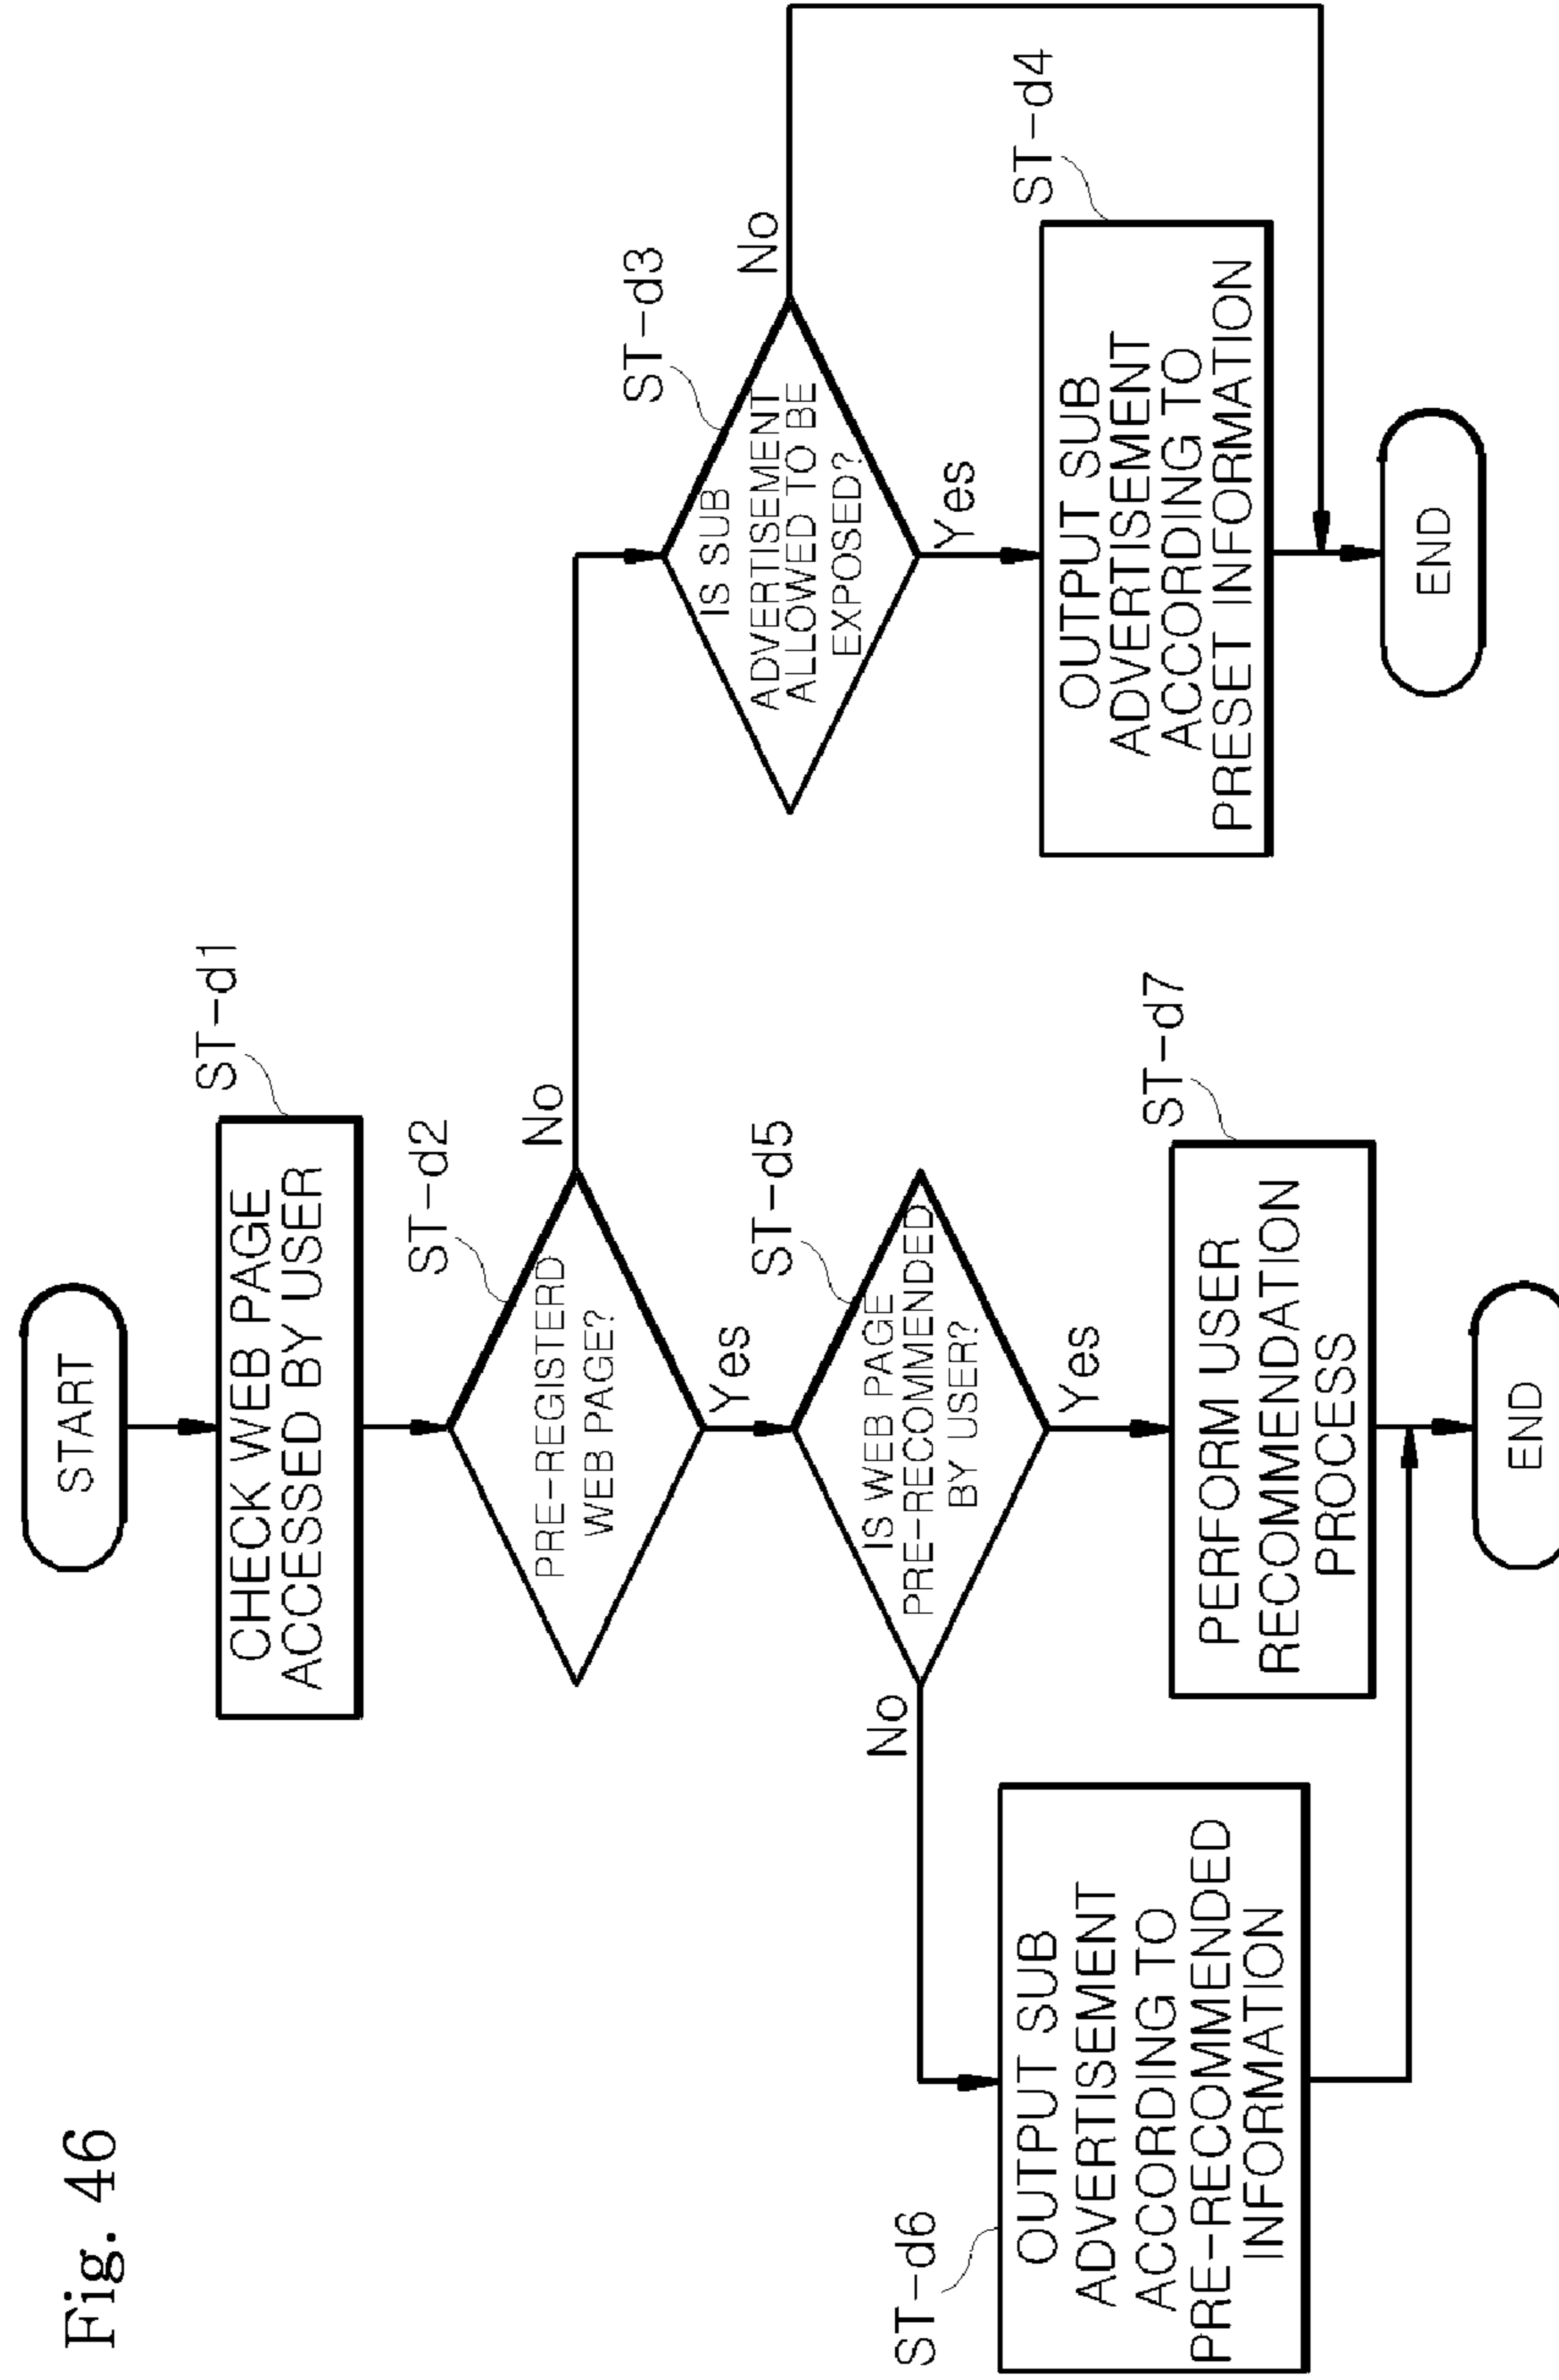 Fig. 46
START
CHECK WEB PAGE
ACCESSED BY USER
ST-d1
PRE-REGISTERD
WEB PAGE?
ST-d2
No
Yes
IS SUB
ADVERTISEMENT
ALLOWED TO BE
EXPOSED?
ST-d3
No
Yes
OUTPUT SUB
ADVERTISEMENT
ACCORDING TO
PRESET INFORMATION
ST-d4
END
IS WEB PAGE
PRE-RECOMMENDED
BY USER?
ST-d5
No
Yes
OUTPUT SUB
ADVERTISEMENT
ACCORDING TO
PRE-RECOMMENDED
INFORMATION
ST-d6
PERFORM USER
RECOMMENDATION
PROCESS
ST-d7
END